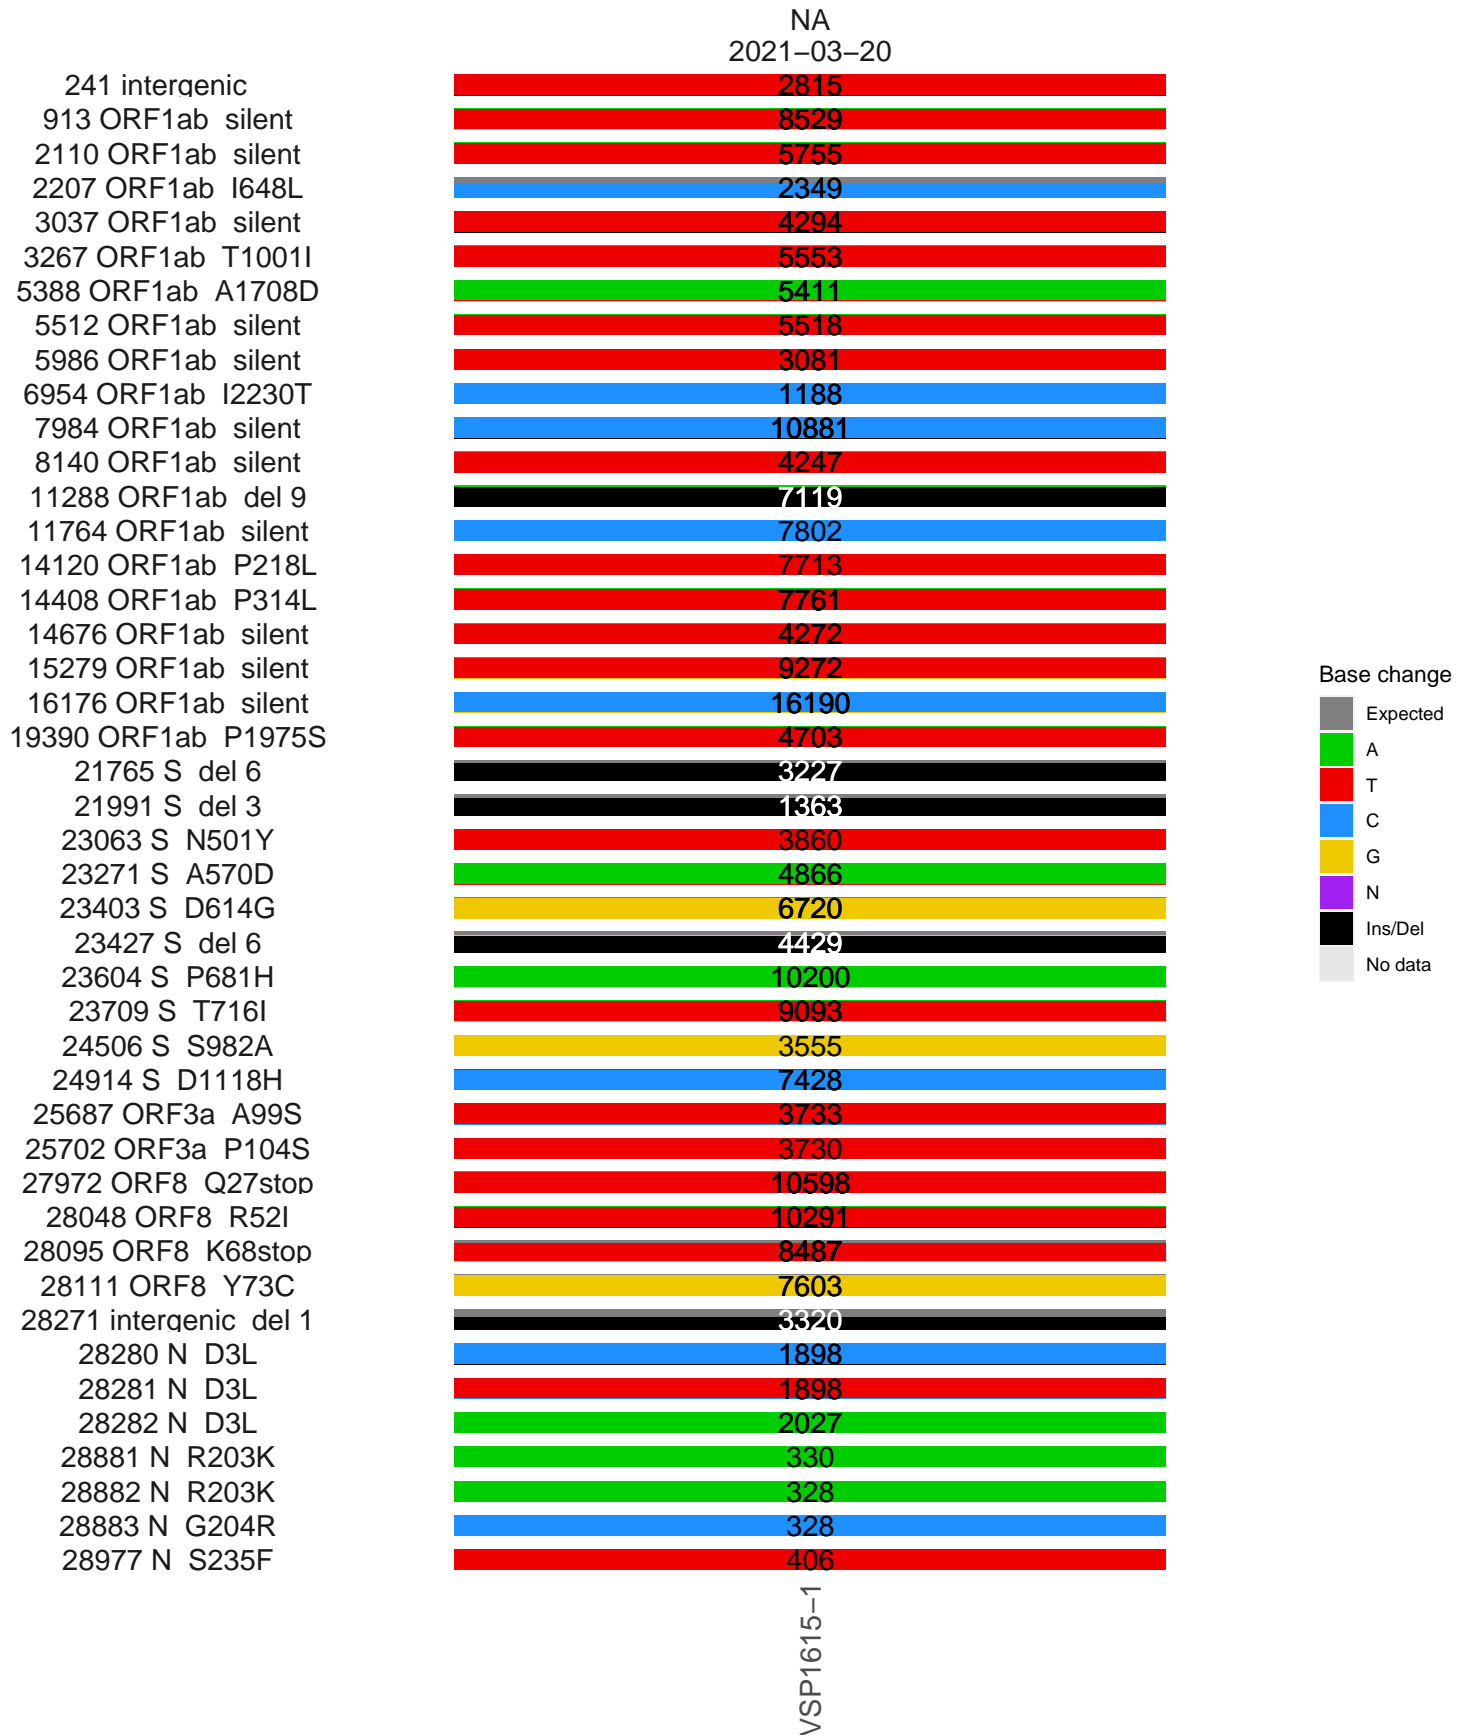 NA
2021−03−20
241 intergenic 2815
913 ORF1ab silent 8529
2110 ORF1ab silent 5755
2207 ORF1ab I648L 2349
3037 ORF1ab silent 4294
3267 ORF1ab T1001I 5553
5388 ORF1ab A1708D 5411
5512 ORF1ab silent 5518
5986 ORF1ab silent 3081
6954 ORF1ab I2230T 1188
7984 ORF1ab silent 10881
8140 ORF1ab silent 4247
11288 ORF1ab del 9 7119
11764 ORF1ab silent 7802
14120 ORF1ab P218L 7713
14408 ORF1ab P314L 7761
14676 ORF1ab silent 4272
15279 ORF1ab silent 9272
16176 ORF1ab silent 16190
19390 ORF1ab P1975S 4703
21765 S del 6 3227
21991 S del 3 1363
23063 S N501Y 3860
23271 S A570D 4866
23403 S D614G 6720
23427 S del 6 4429
23604 S P681H 10200
23709 S T716I 9093
24506 S S982A 3555
24914 S D1118H 7428
25687 ORF3a A99S 3733
25702 ORF3a P104S 3730
27972 ORF8 Q27stop 10598
28048 ORF8 R52I 10291
28095 ORF8 K68stop 8487
28111 ORF8 Y73C 7603
28271 intergenic del 1 3320
28280 N D3L 1898
28281 N D3L 1898
28282 N D3L 2027
28881 N R203K 330
28882 N R203K 328
28883 N G204R 328
28977 N S235F 406
VSP1615−1
Base change
Expected
A
T
C
G
N
Ins/Del
No data